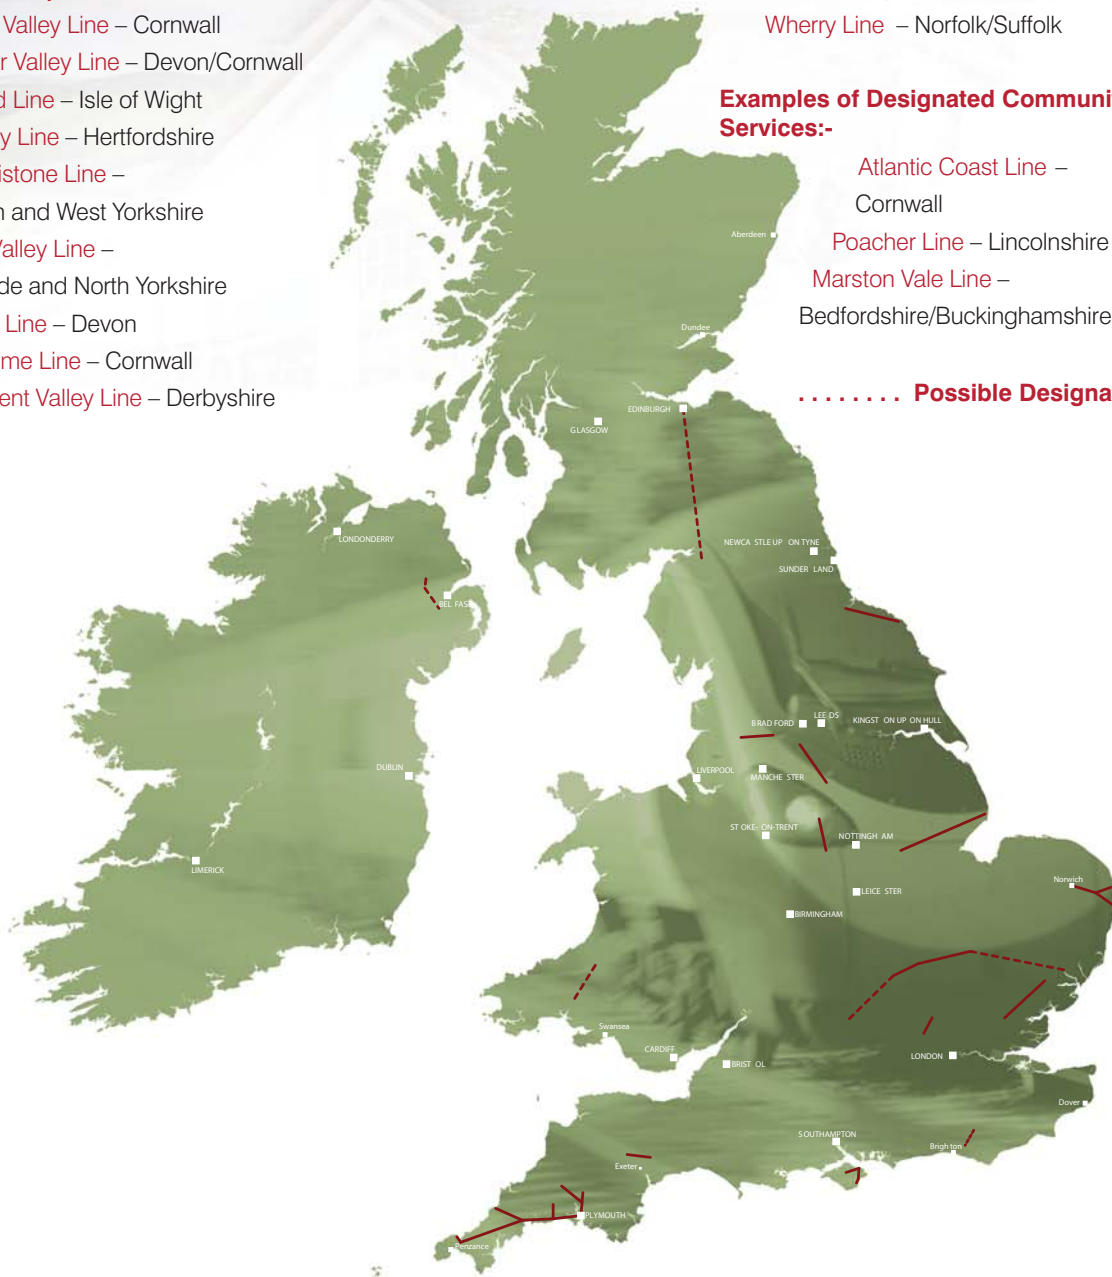 Valley Line – Cornwall
r Valley Line – Devon/Cornwall
d Line – Isle of Wight
y Line – Hertfordshire
istone Line –
n and West Yorkshire
Valley Line –
de and North Yorkshire
Line – Devon
me Line – Cornwall
ent Valley Line – Derbyshire
Wherry Line – Norfolk/Suffolk
Examples of Designated Communi
Services:-
Atlantic Coast Line –
Cornwall
Poacher Line – Lincolnshire
Marston Vale Line –
Bedfordshire/Buckinghamshire
. . . . . . . . Possible Designa
Aberdeen
Dundee
EDINBURGH
GLASGOW
LONDONDERRY
NEWCA STLE UP ON TYNE
SUNDER LAND
BEL FAST
BRAD FORD
LEE DS
KINGST ON UP ON HULL
DUBLIN
LIVERPOOL
MANCHE STER
ST OKE- ON-TRENT
NOTTINGH AM
LIMERICK
LEICE STER
Norwich
BIRMINGHAM
Swansea
CARDIFF
BRIST OL
LONDON
Dover
SOUTHAMPTON
Brigh ton
Exeter
PLYMOUTH
Penzance